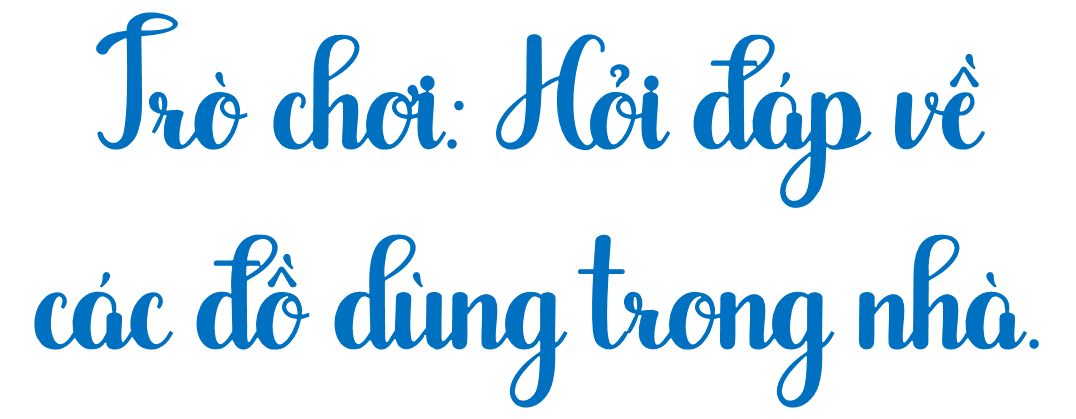 Trò chơi: Hỏi đáp về
các đồ dùng trong nhà.